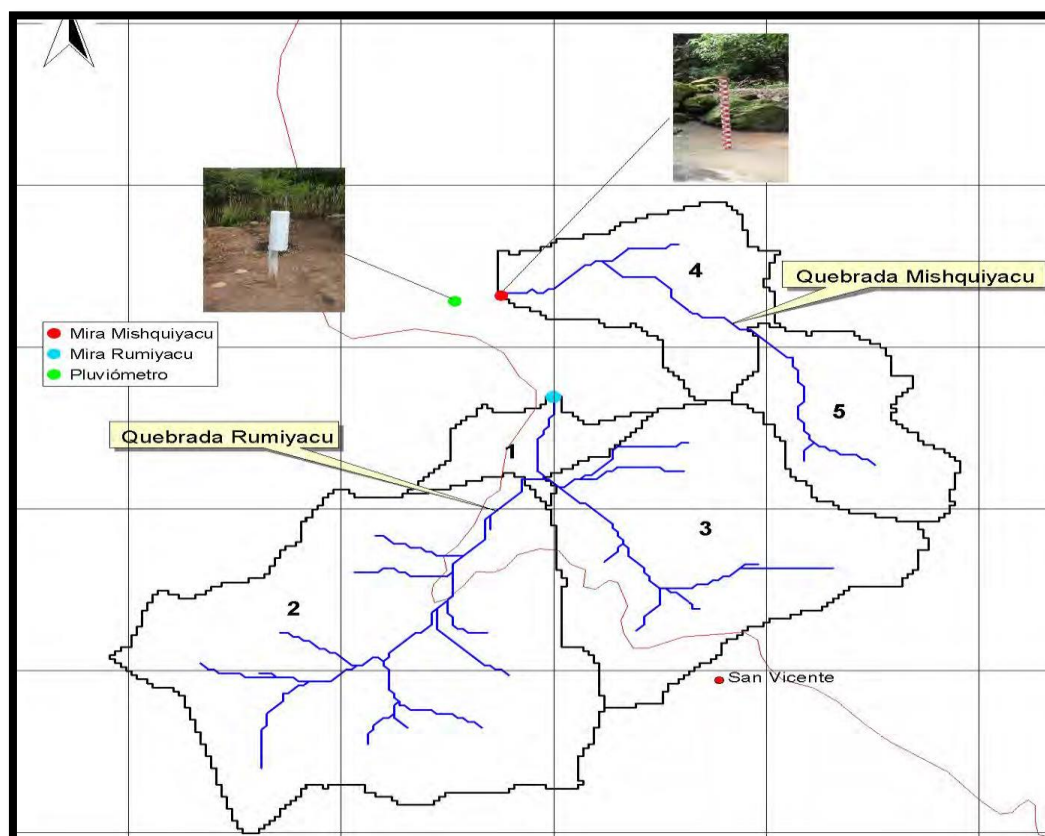 4
Quebrada Mishquiyacu
Mira Mishquiyacu
Mira Rumiyacu
Pluviómetro
5
Quebrada Rumiyacu
1
3
2
San Vicente